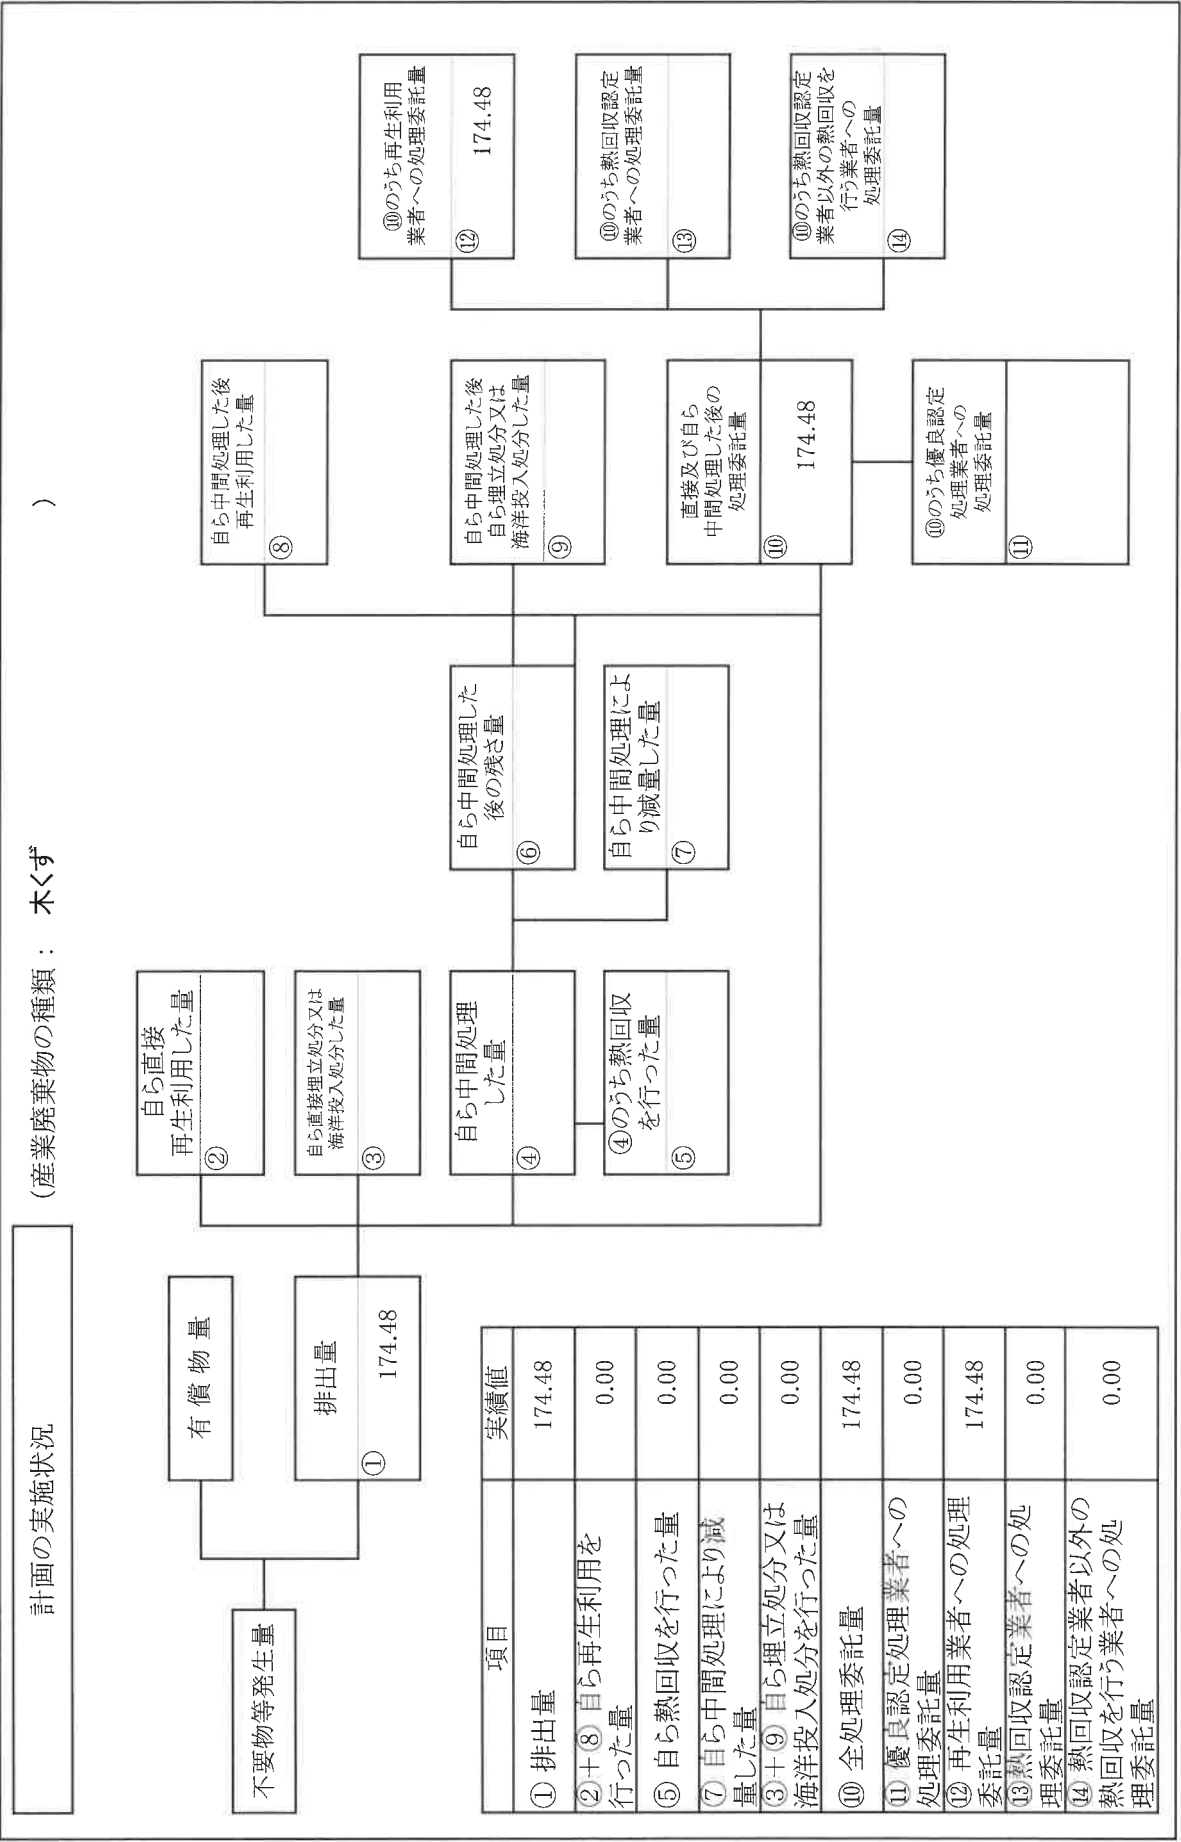 計画の実施状況
(産業廃棄物の種類： 木くず )
不要物等発生量
有 償 物 量
排出量
①
174.48
自ら直接
再生利用した量
②
自ら直接埋立処分又は
海洋投入処分した量
③
自ら中間処理
した量
④
④のうち熱回収
を行った量
⑤
自ら中間処理した
後の残さ量
⑥
自ら中間処理によ
り減量した量
⑦
自ら中間処理した後
再生利用した量
⑧
自ら中間処理した後
自ら埋立処分又は
海洋投入処分した量
⑨
直接及び自ら
中間処理した後の
処理委託量
⑩
174.48
⑩のうち優良認定
処理業者への
処理委託量
⑪
⑩のうち再生利用
業者への処理委託量
⑫
174.48
⑩のうち熱回収認定
業者への処理委託量
⑬
⑩のうち熱回収認定
業者以外の熱回収を
行う業者への
処理委託量
⑭
項目 実績値
① 排出量 174.48
②＋⑧ 自ら再生利用を
行った量 0.00
⑤ 自ら熱回収を行った量 0.00
⑦ 自ら中間処理により減
量した量 0.00
③＋⑨ 自ら埋立処分又は
海洋投入処分を行った量 0.00
⑩ 全処理委託量 174.48
⑪ 優良認定処理業者への
処理委託量 0.00
⑫ 再生利用業者への処理
委託量 174.48
⑬熱回収認定業者への処
理委託量 0.00
⑭ 熱回収認定業者以外の
熱回収を行う業者への処
理委託量 0.00